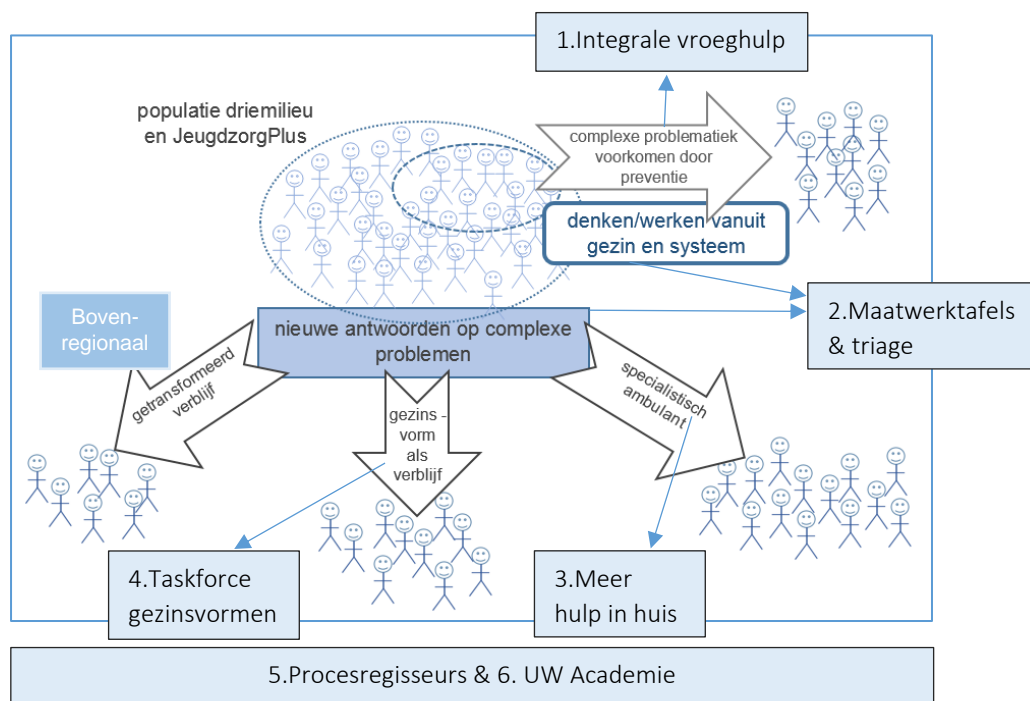 1.Integrale vroeghulp
populatie driemilieu
en JeugdzorgPlus
complexe problematiek
voorkomen door
preventie
denken/werken vanuit
gezin en systeem
2.Maatwerktafels
& triage
Boven-
regionaal
nieuwe antwoorden op complexe
problemen
getransformeerd
verblijf
gezins -
vorm
als
verblijf
specialistisch
ambulant
4.Taskforce
gezinsvormen
3.Meer
hulp in huis
5.Procesregisseurs & 6. UW Academie